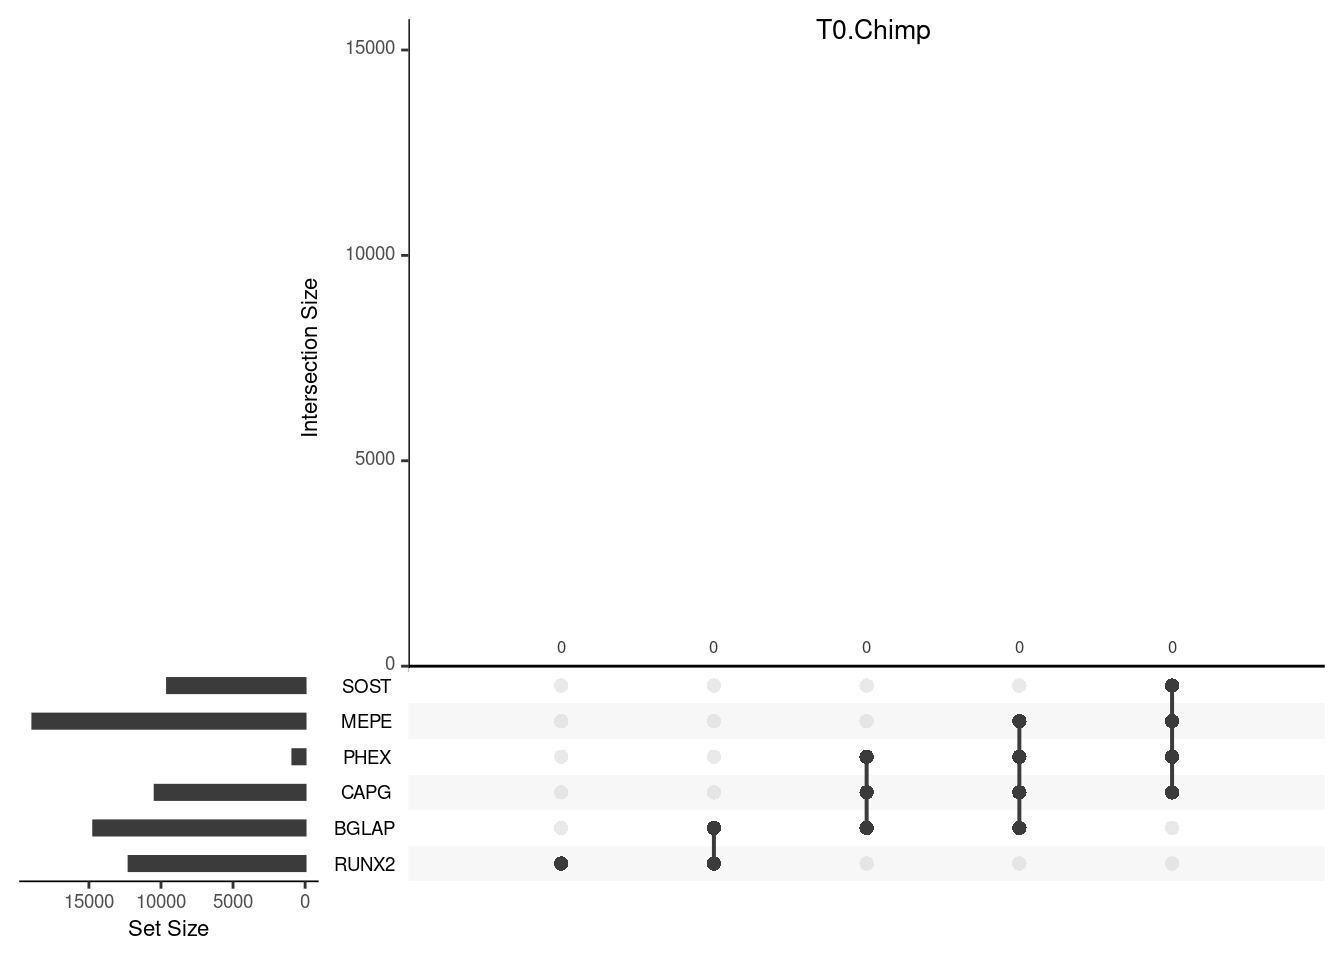 T0.Chimp
15000
10000
5000
0
Intersection Size
0 0 0 0 0
SOST
MEPE
PHEX
CAPG
BGLAP
RUNX2
15000 10000 5000 0
Set Size